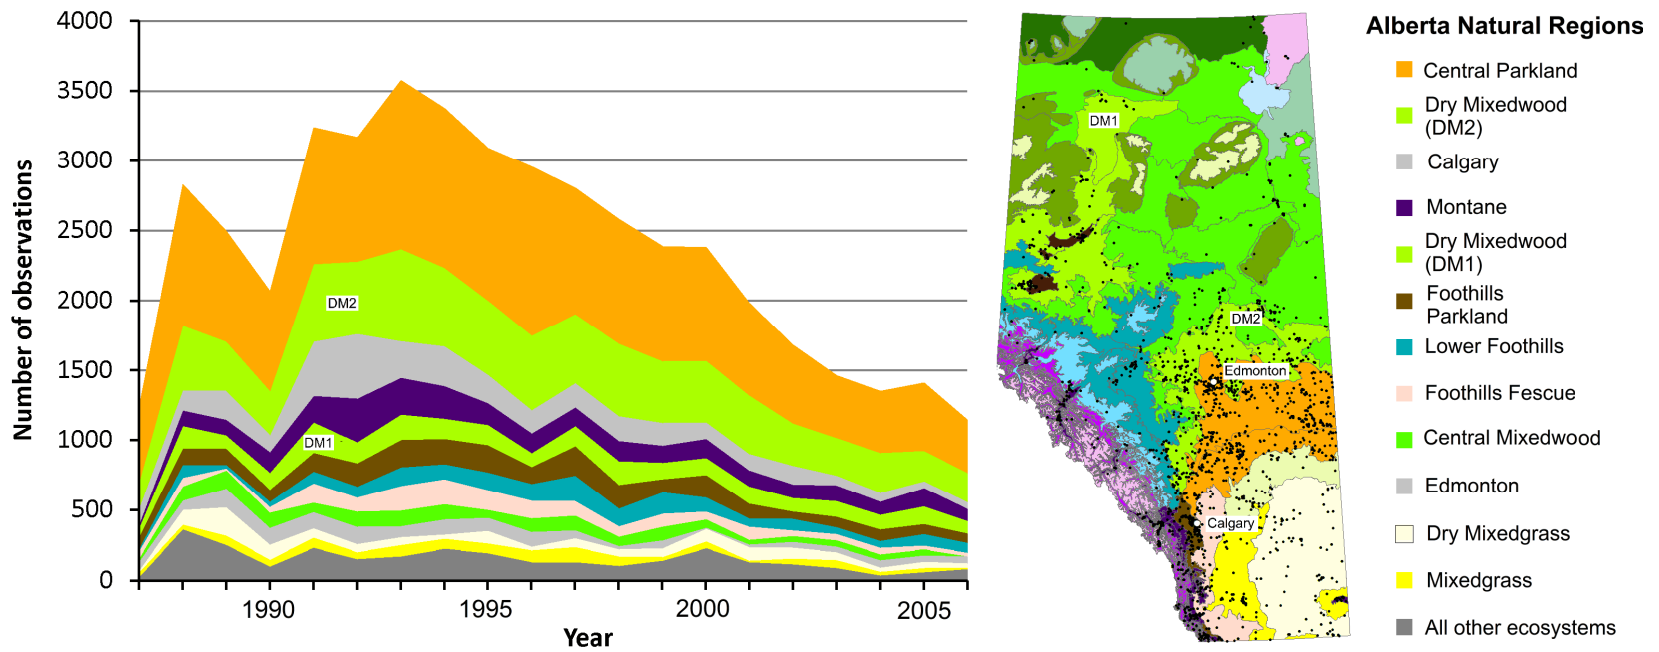 4000
3500
3000
2500
2000
1500
1000
500
0
Number of observations
DM2
DM1
1990
1995
2000
2005
Year
DM1
DM2
Edmonton
Calgary
Alberta Natural Regions
Central Parkland
Dry Mixedwood
(DM2)
Calgary
Montane
Dry Mixedwood
(DM1)
Foothills
Parkland
Lower Foothills
Foothills Fescue
Central Mixedwood
Edmonton
Dry Mixedgrass
Mixedgrass
All other ecosystems